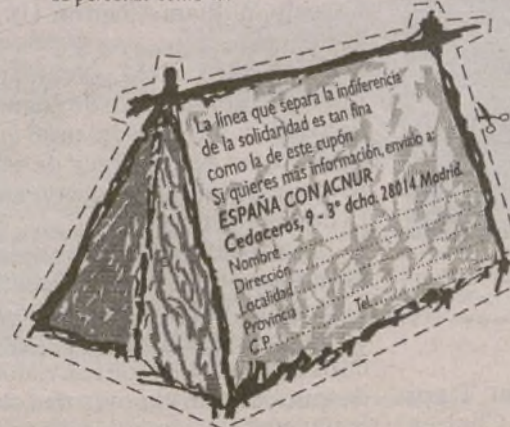 La línea que separa la indiferencia
de la solidaridad es tan fina
como la de este cupón
Si quieres más información, envíalo a:
ESPAÑA CON ACNUR
Cedaceros, 9 - 3° dcha. 28014 Madrid.
Nombre
Dirección
Localidad
Provincia
C.P. Tel.